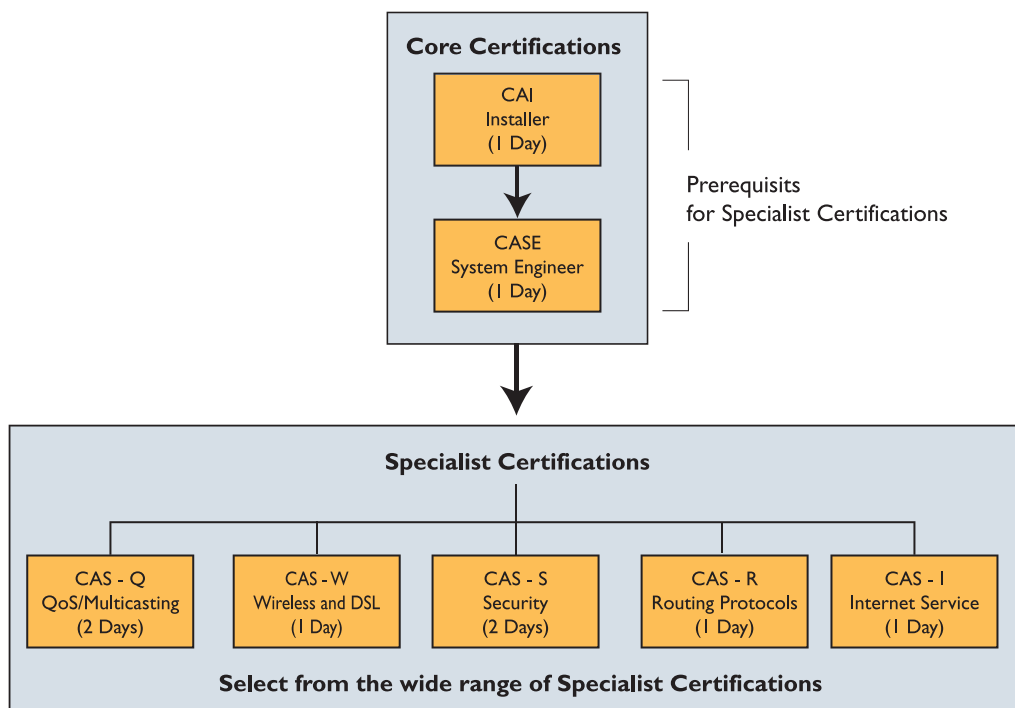 Core Certifications
CAI
Installer
(1 Day)
Prerequisits
for Specialist Certifications
CASE
System Engineer
(1 Day)
Specialist Certifications
CAS - Q
QoS/Multicasting
(2 Days)
CAS - W
Wireless and DSL
(1 Day)
CAS - S
Security
(2 Days)
CAS - R
Routing Protocols
(1 Day)
CAS - I
Internet Service
(1 Day)
Select from the wide range of Specialist Certifications